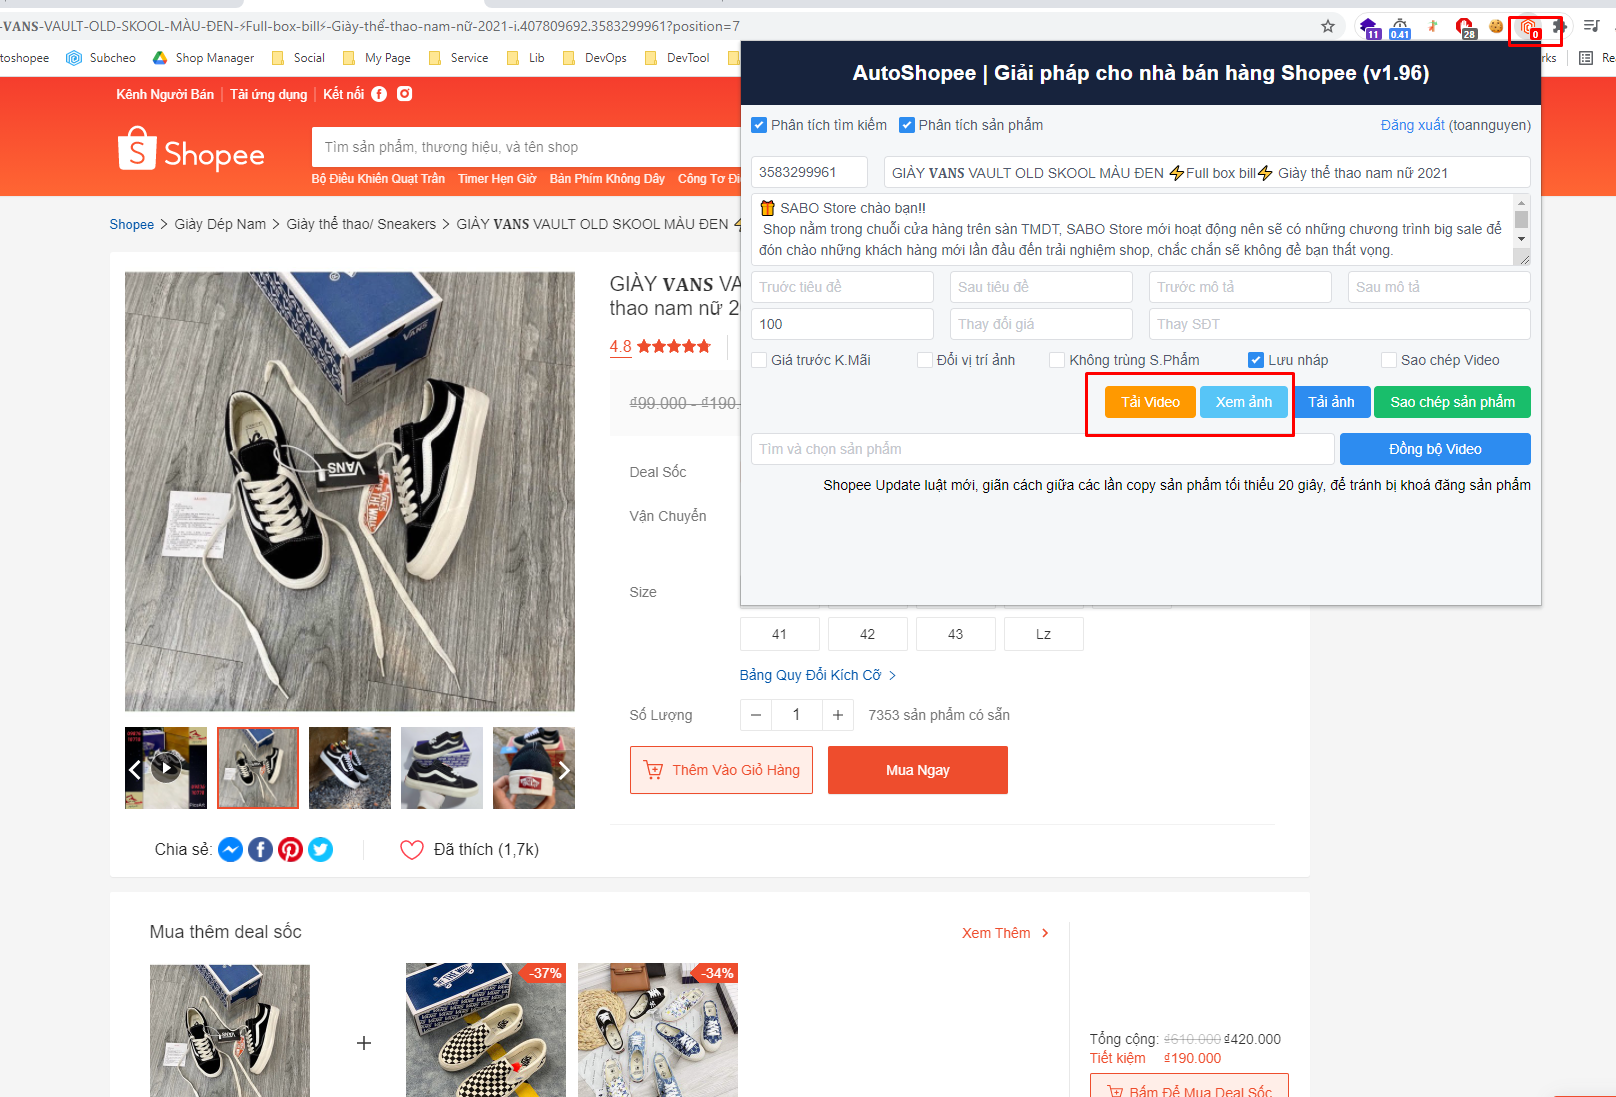 -VANS-VAULT-OLD-SKOOL-MÀU-ĐEN-⚡Full-box-bill⚡-Giày-thể-thao-nam-nữ-2021-i.407809692.3583299961?position=7
11
0.41
28
0
toshopee
Subcheo
Shop Manager
Social
My Page
Service
Lib
DevOps
DevTool
rks
Re
Kênh Người Bán
Tải ứng dụng
Kết nối
Shopee
Tìm sản phẩm, thương hiệu, và tên shop
Bộ Điều Khiển Quạt Trần
Timer Hẹn Giờ
Bàn Phím Không Dây
Công Tơ Đi
Shopee > Giày Dép Nam > Giày thể thao/ Sneakers > GIÀY VANS VAULT OLD SKOOL MÀU ĐEN
AutoShopee | Giải pháp cho nhà bán hàng Shopee (v1.96)
Phân tích tìm kiếm
Phân tích sản phẩm
Đăng xuất (toannguyen)
3583299961
GIÀY VANS VAULT OLD SKOOL MÀU ĐEN ⚡Full box bill⚡ Giày thể thao nam nữ 2021
🎁 SABO Store chào bạn!!
Shop nằm trong chuỗi cửa hàng trên sàn TMDT, SABO Store mới hoạt động nên sẽ có những chương trình big sale để
đón chào những khách hàng mới lần đầu đến trải nghiệm shop, chắc chắn sẽ không đề bạn thất vọng.
Trước tiêu đề
Sau tiêu đề
Trước mô tả
Sau mô tả
100
Thay đổi giá
Thay SĐT
Giá trước K.Mãi
Đổi vị trí ảnh
Không trùng S.Phẩm
Lưu nháp
Sao chép Video
Tải Video
Xem ảnh
Tải ảnh
Sao chép sản phẩm
Tìm và chọn sản phẩm
Đồng bộ Video
Shopee Update luật mới, giãn cách giữa các lần copy sản phẩm tối thiểu 20 giây, để tránh bị khoá đăng sản phẩm
GIÀY VANS VA
thao nam nữ 2
4.8
₫99.000 - ₫190.
Deal Sốc
Vận Chuyển
Size
41
42
43
Lz
Bảng Quy Đổi Kích Cỡ >
Số Lượng
1
7353 sản phẩm có sẵn
Thêm Vào Giỏ Hàng
Mua Ngay
VANS
VANS
Chia sẻ:
Đã thích (1,7k)
Mua thêm deal sốc
Xem Thêm >
-37%
-34%
Tổng cộng: ₫610.000 ₫420.000
Tiết kiệm ₫190.000
Bấm Để Mua Deal Sốc